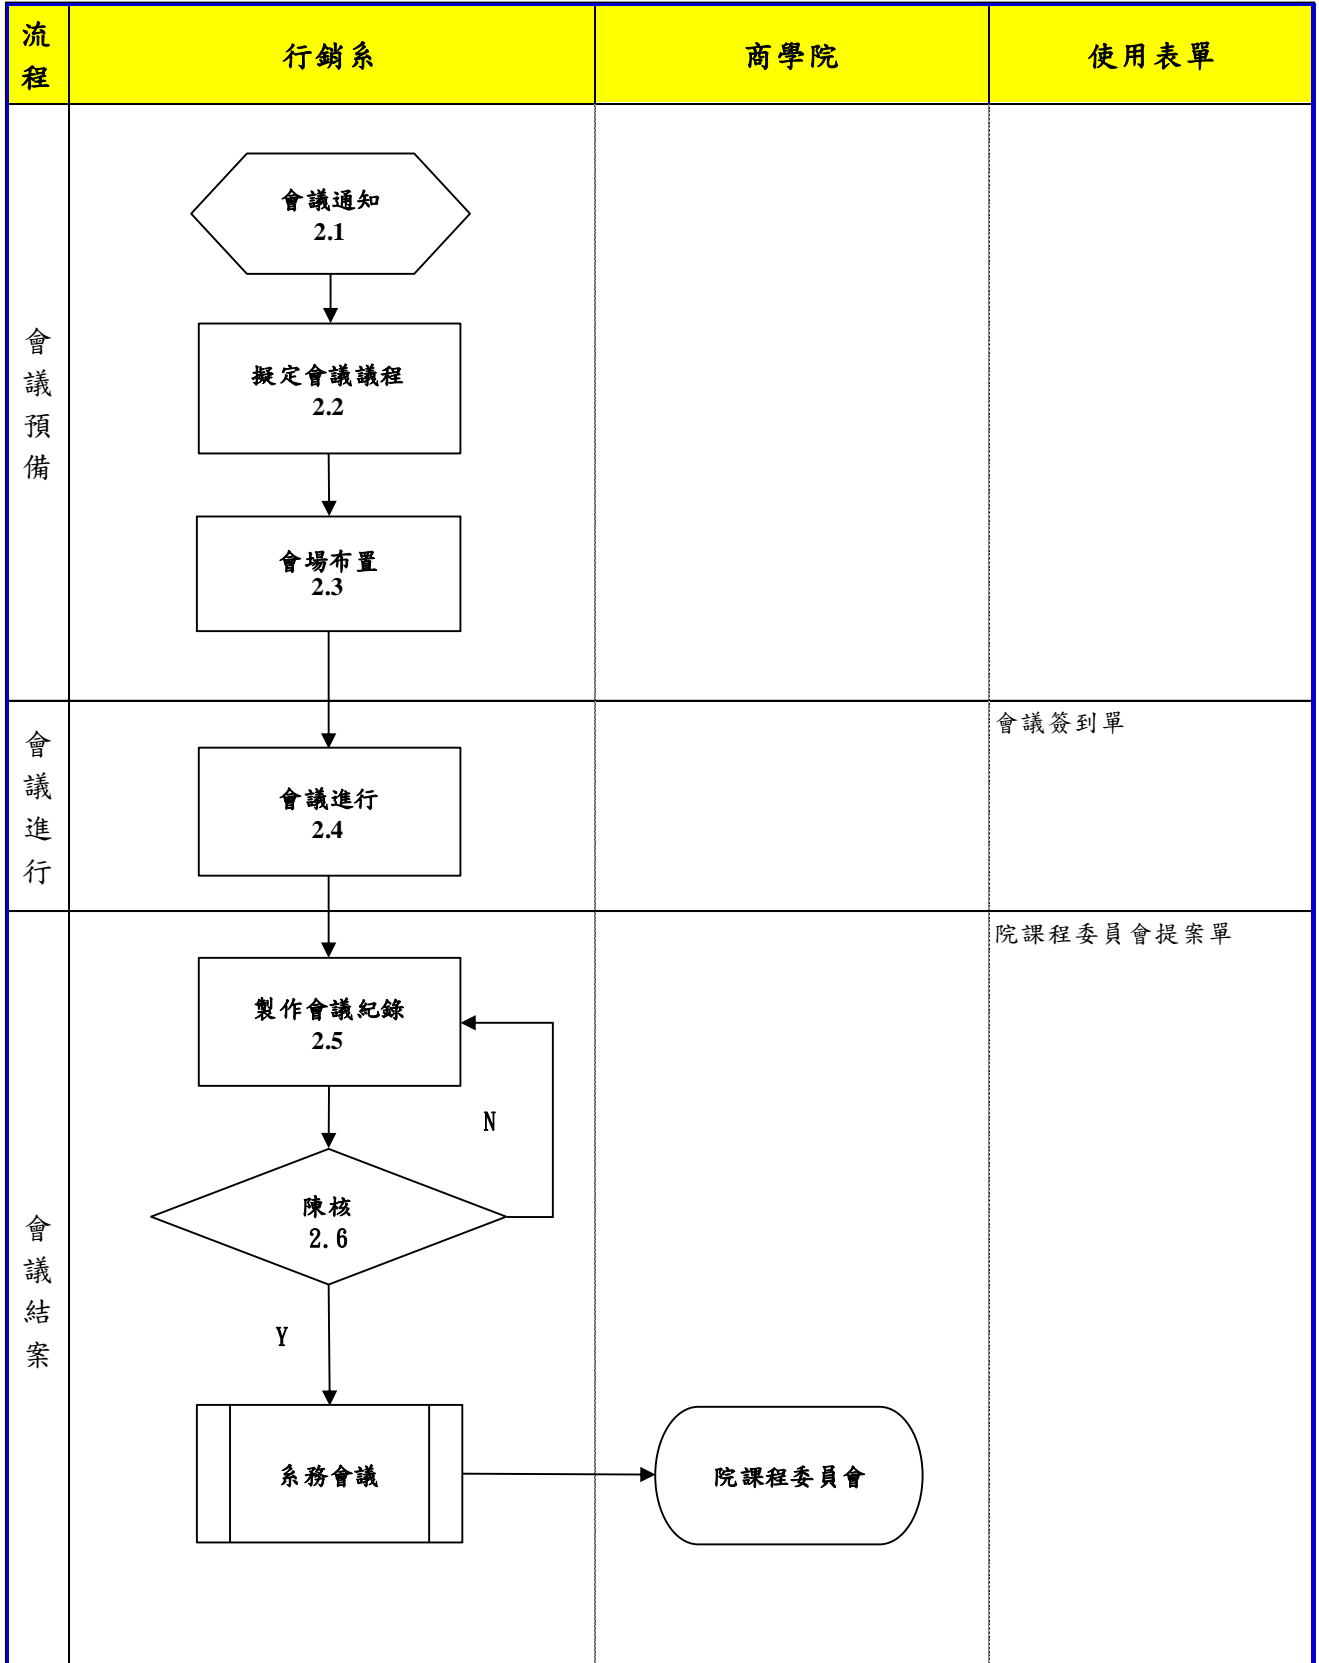 流
程
行銷系
商學院
使用表單
會
議
預
備
會議通知
2.1
擬定會議議程
2.2
會場布置
2.3
會
議
進
行
會議進行
2.4
會議簽到單
會
議
結
案
製作會議紀錄
2.5
N
陳核
2.6
Y
系務會議
院課程委員會
院課程委員會提案單